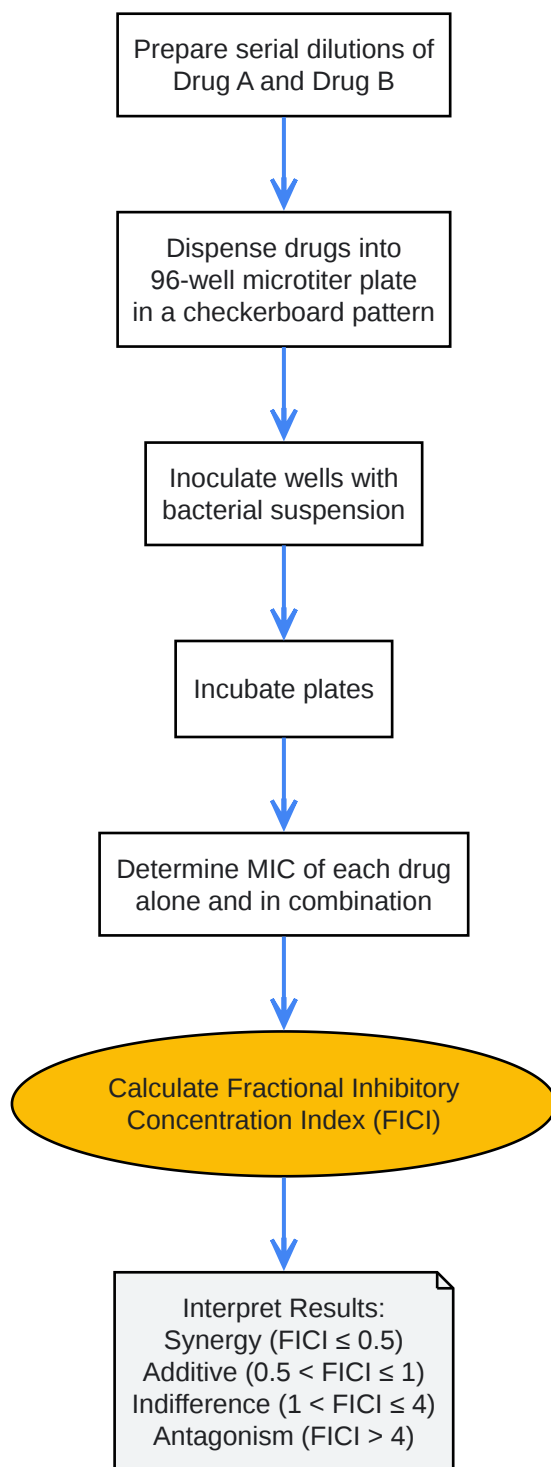 Prepare serial dilutions of
Drug A and Drug B
Dispense drugs into
96-well microtiter plate
in a checkerboard pattern
Inoculate wells with
bacterial suspension
Incubate plates
Determine MIC of each drug
alone and in combination
Calculate Fractional Inhibitory
Concentration Index (FICI)
Interpret Results:
Synergy (FICI ≤ 0.5)
Additive (0.5 < FICI ≤ 1)
Indifference (1 < FICI ≤ 4)
Antagonism (FICI > 4)